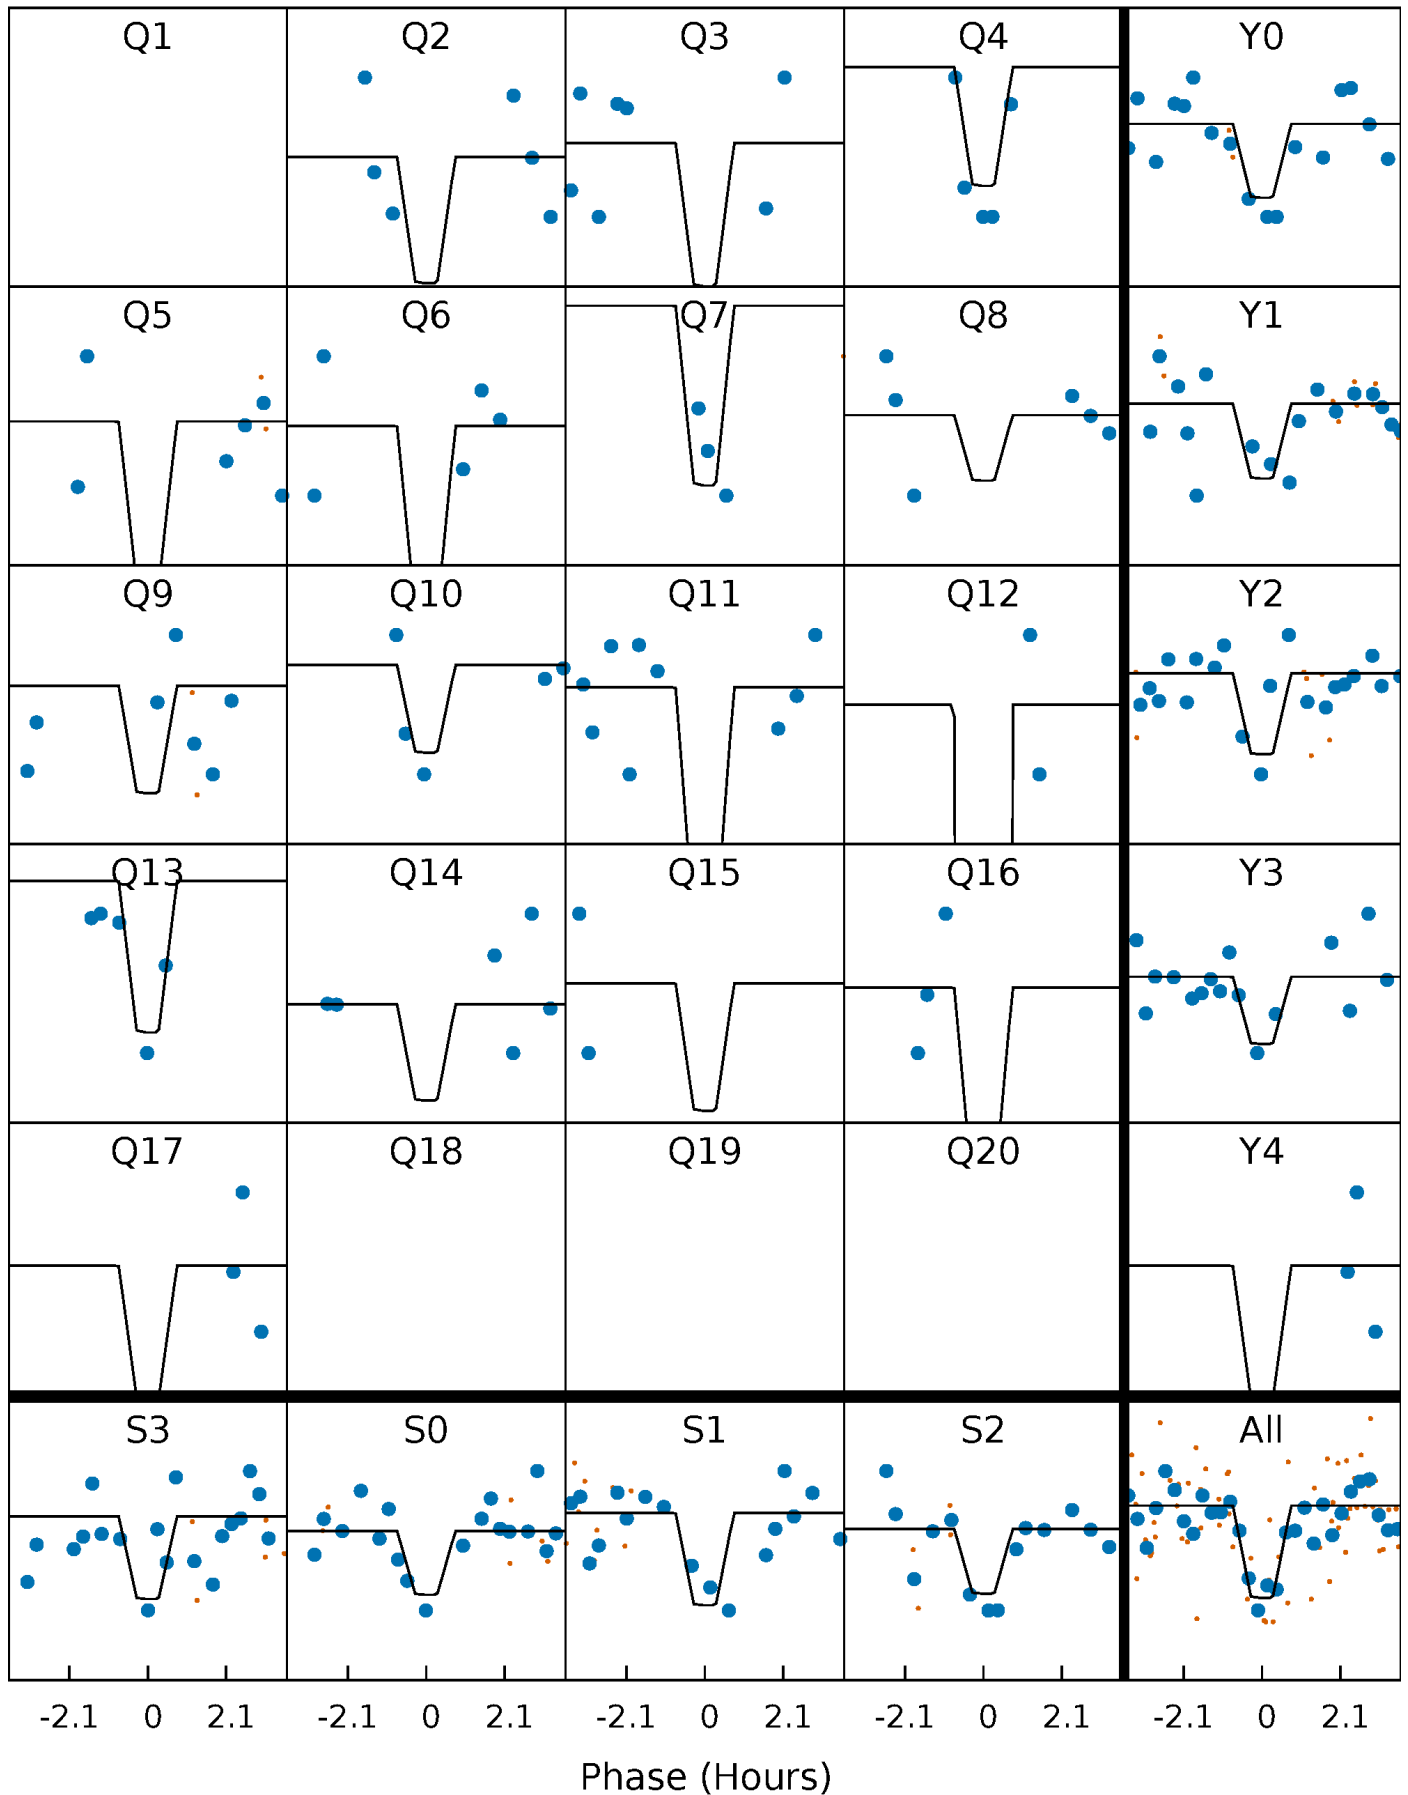 Q1 Q2 Q3 Q4 Y0
Q5 Q6 Q7 Q8 Y1
Q9 Q10 Q11 Q12 Y2
Q13 Q14 Q15 Q16 Y3
Q17 Q18 Q19 Q20 Y4
S3 S0 S1 S2 All
-2.1 0 2.1 -2.1 0 2.1 -2.1 0 2.1 -2.1 0 2.1 -2.1 0 2.1
Phase (Hours)